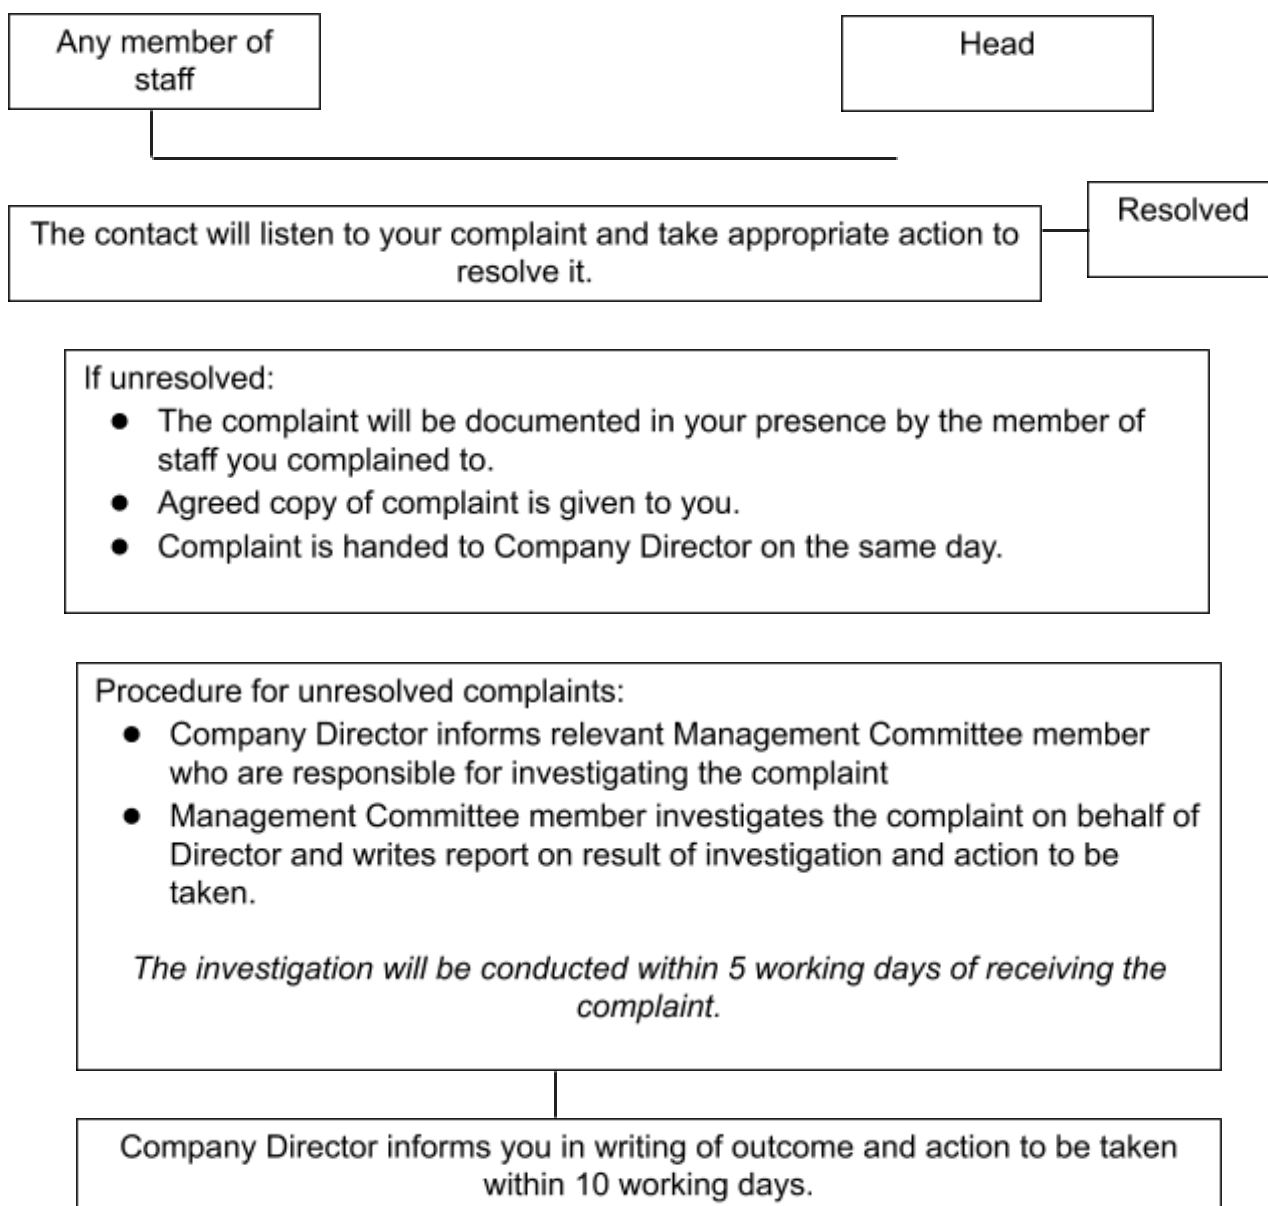 Any member of
staff
Head
Resolved
The contact will listen to your complaint and take appropriate action to
resolve it.
If unresolved:
● The complaint will be documented in your presence by the member of
staff you complained to.
● Agreed copy of complaint is given to you.
● Complaint is handed to Company Director on the same day.
Procedure for unresolved complaints:
● Company Director informs relevant Management Committee member
who are responsible for investigating the complaint
● Management Committee member investigates the complaint on behalf of
Director and writes report on result of investigation and action to be
taken.
The investigation will be conducted within 5 working days of receiving the
complaint.
Company Director informs you in writing of outcome and action to be taken
within 10 working days.